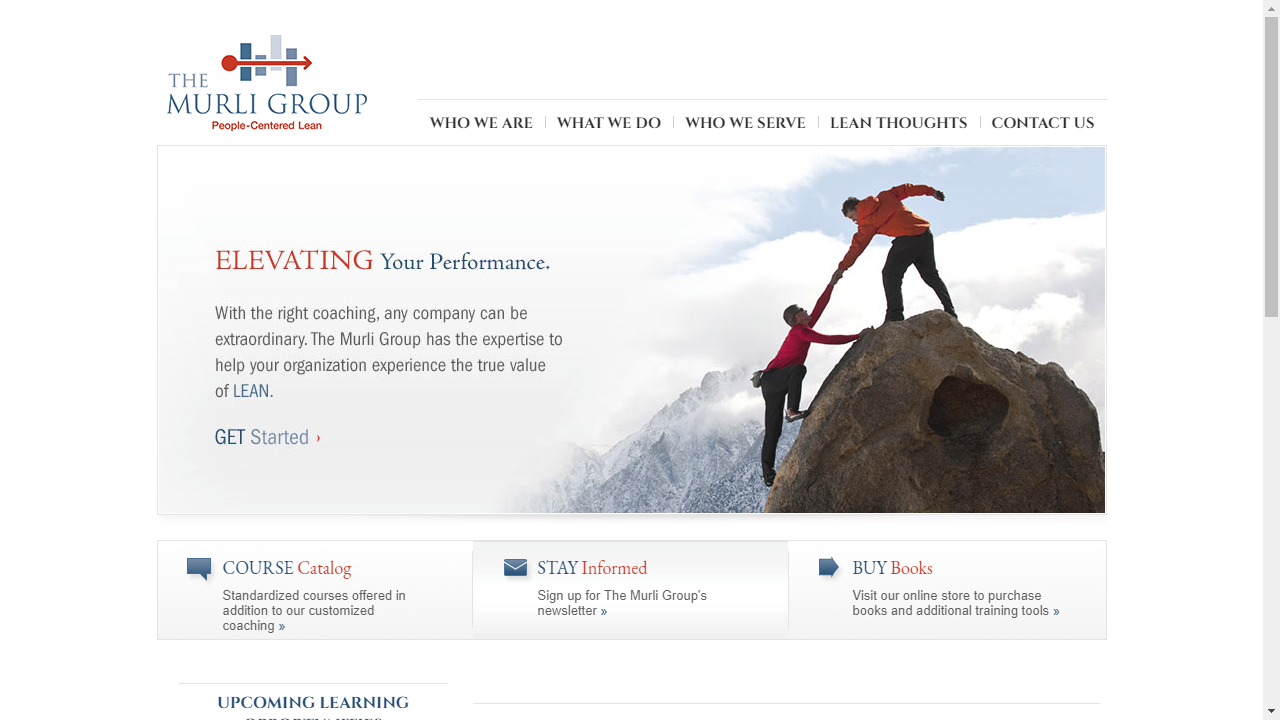 THE
MURLI GROUP
People-Centered Lean
WHO WE ARE
WHAT WE DO
WHO WE SERVE
LEAN THOUGHTS
CONTACT US
ELEVATING Your Performance.
With the right coaching, any company can be
extraordinary. The Murli Group has the expertise to
help your organization experience the true value
of LEAN.
GET Started ›
COURSE Catalog
Standardized courses offered in
addition to our customized
coaching »
STAY Informed
Sign up for The Murli Group's
newsletter »
BUY Books
Visit our online store to purchase
books and additional training tools »
UPCOMING LEARNING